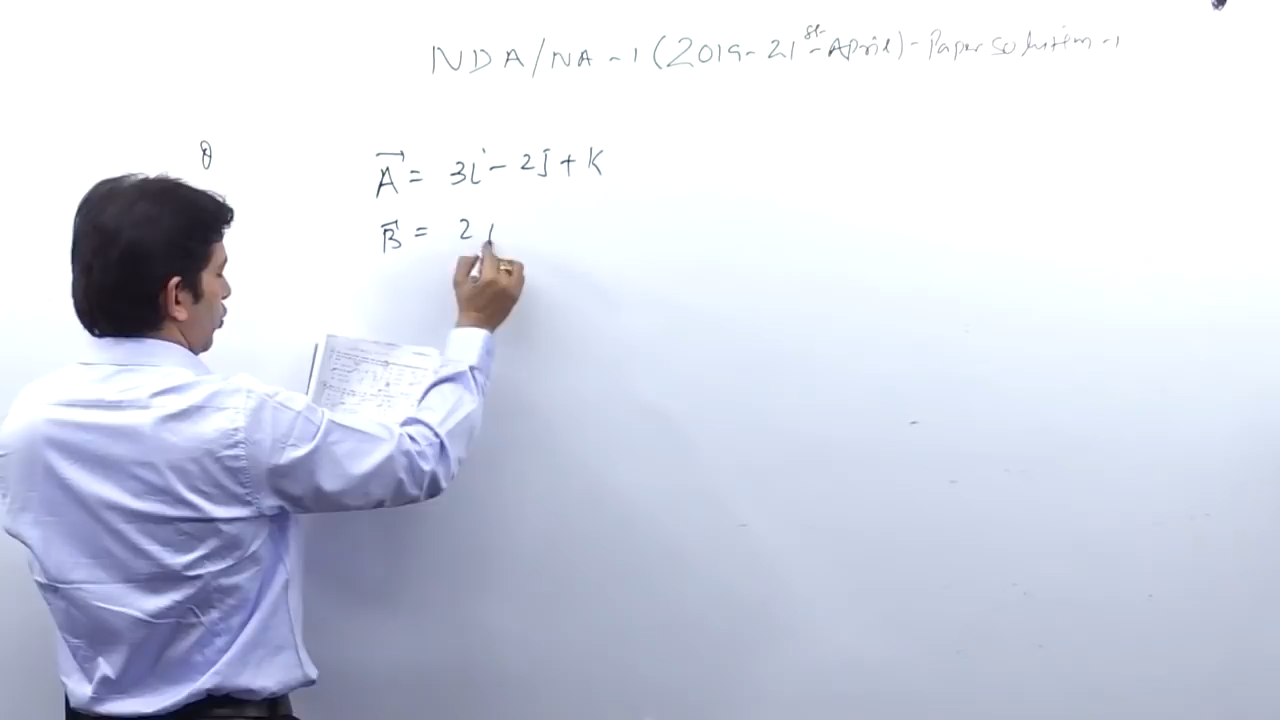 NDA/NA-1 (2019-21st-April)-Paper solution-1
θ
A⃗ = 3i - 2j + k
B⃗ = 2 i